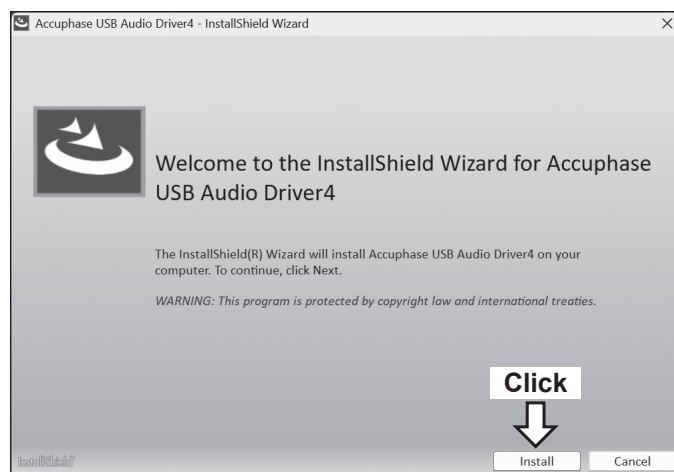 Accuphase USB Audio Driver4 - InstallShield Wizard
Welcome to the InstallShield Wizard for Accuphase
USB Audio Driver4
The InstallShield(R) Wizard will install Accuphase USB Audio Driver4 on your
computer. To continue, click Next.
WARNING: This program is protected by copyright law and international treaties.
Click
InstallShield
Install Cancel